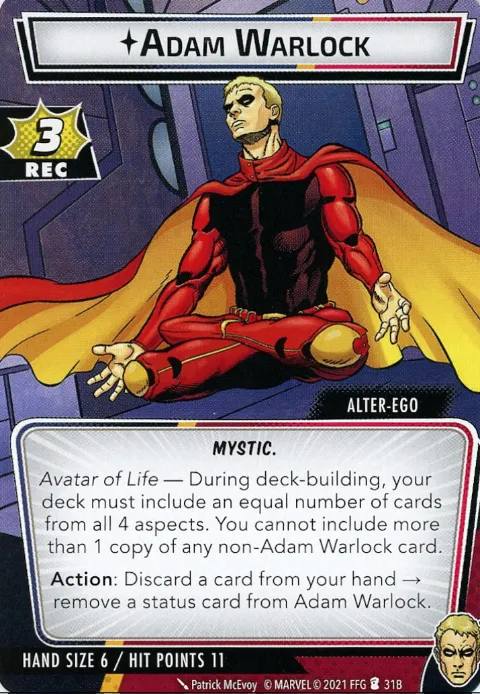 ✦ADAM WARLOCK
3
REC
ALTER-EGO
MYSTIC.
Avatar of Life — During deck-building, your
deck must include an equal number of cards
from all 4 aspects. You cannot include more
than 1 copy of any non-Adam Warlock card.
Action: Discard a card from your hand →
remove a status card from Adam Warlock.
HAND SIZE 6 / HIT POINTS 11
Patrick McEvoy © MARVEL © 2021 FFG 31B